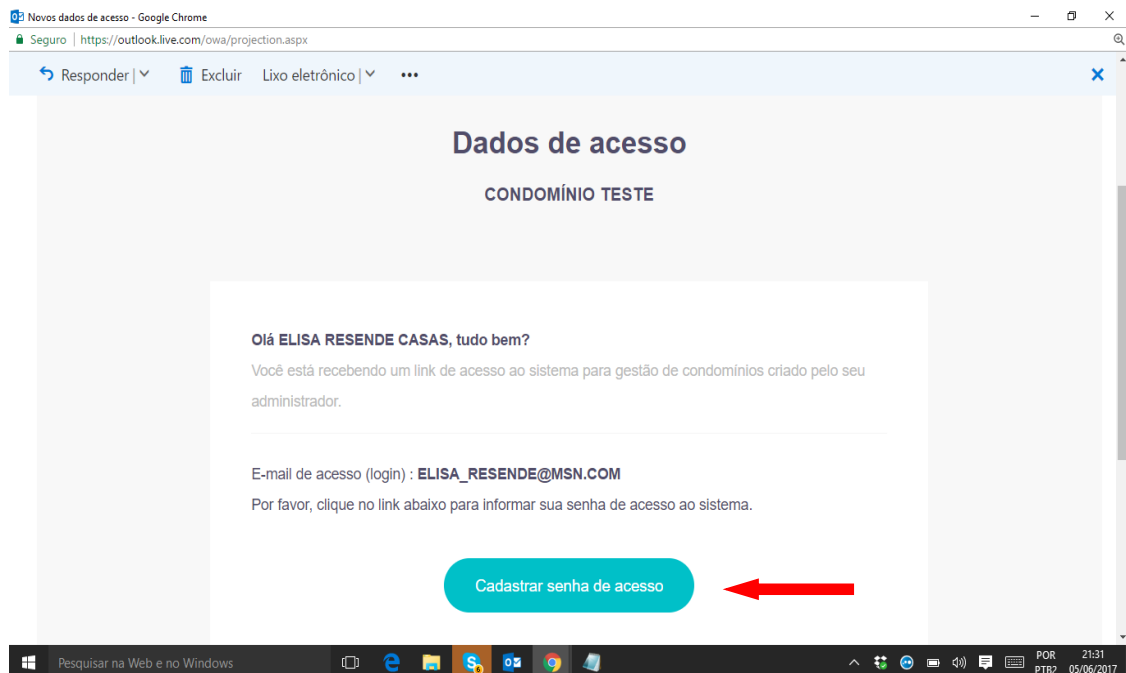 Novos dados de acesso - Google Chrome
Seguro | https://outlook.live.com/owa/projection.aspx
Responder | Excluir Lixo eletrônico |
Dados de acesso
CONDOMÍNIO TESTE
Olá ELISA RESENDE CASAS, tudo bem?
Você está recebendo um link de acesso ao sistema para gestão de condomínios criado pelo seu
administrador.
E-mail de acesso (login) : ELISA_RESENDE@MSN.COM
Por favor, clique no link abaixo para informar sua senha de acesso ao sistema.
Cadastrar senha de acesso
Pesquisar na Web e no Windows
POR 21:31
PTB2 05/06/2017